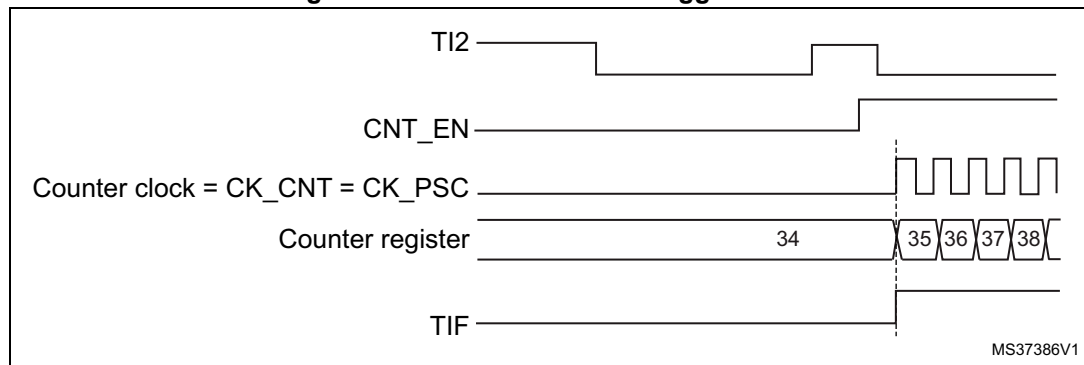 TI2
CNT_EN
Counter clock = CK_CNT = CK_PSC
Counter register 34 35 36 37 38
TIF
MS37386V1